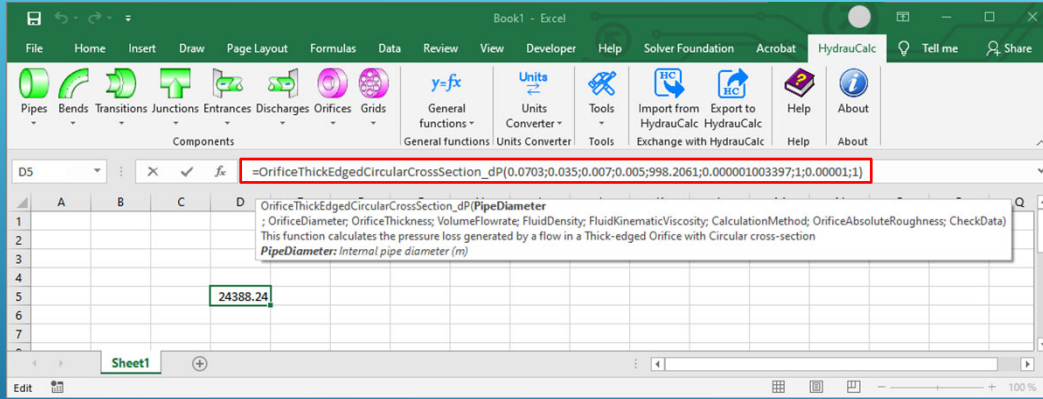 Book1 - Excel
File Home Insert Draw Page Layout Formulas Data Review View Developer Help Solver Foundation Acrobat HydrauCalc Tell me Share
HC HC
y=fx Units
Pipes Bends Transitions Junctions Entrances Discharges Orifices Grids General Units Tools Import from Export to Help About
functions Converter HydrauCalc HydrauCalc
Components General functions Units Converter Tools Exchange with HydrauCalc Help About
D5 fx =OrificeThickEdgedCircularCrossSection_dP(0.0703;0.035;0.007;0.005;998.2061;0.000001003397;1;0.00001;1)
A B C D Q
OrificeThickEdgedCircularCrossSection_dP(PipeDiameter
; OrificeDiameter; OrificeThickness; VolumeFlowrate; FluidDensity; FluidKinematicViscosity; CalculationMethod; OrificeAbsoluteRoughness; CheckData)
This function calculates the pressure loss generated by a flow in a Thick-edged Orifice with Circular cross-section
PipeDiameter: Internal pipe diameter (m)
1
2
3
4
5 24388.24
6
7
Sheet1
Edit 100 %